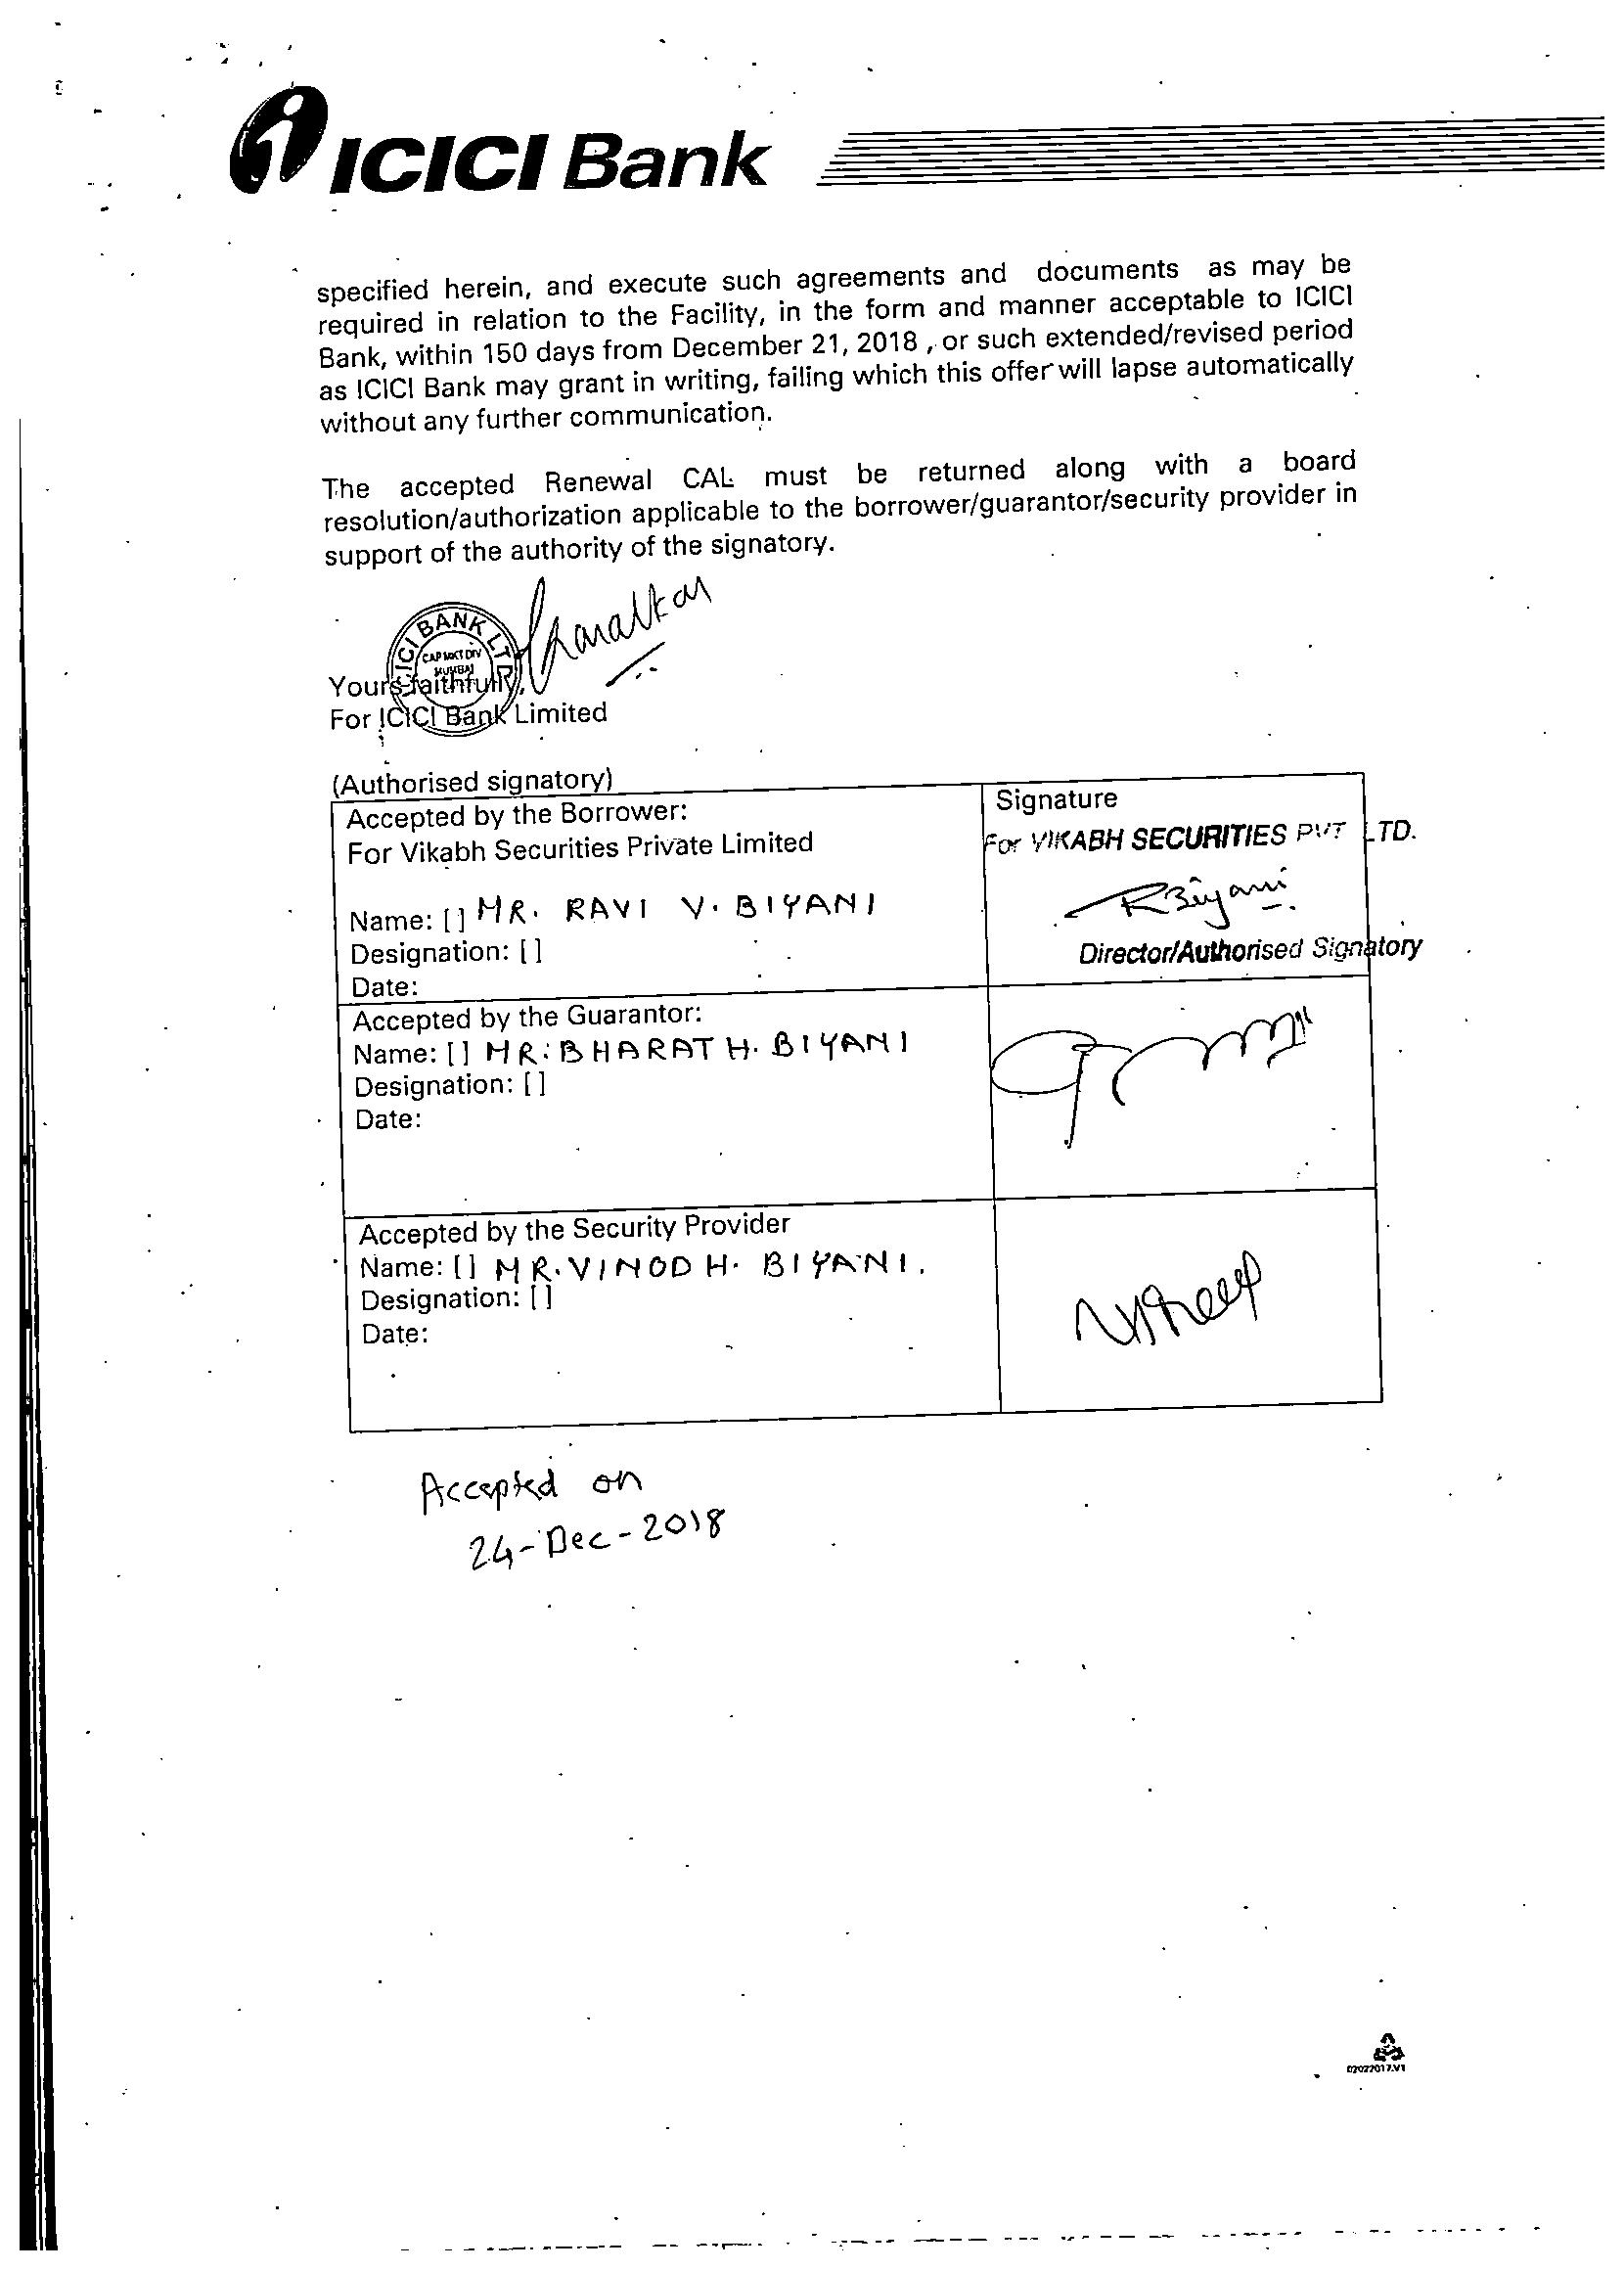 ICICI Bank
specified herein, and execute such agreements and documents as may be
required in relation to the Facility, in the form and manner acceptable to ICICI
Bank, within 150 days from December 21, 2018 , or such extended/revised period
as ICICI Bank may grant in writing, failing which this offer will lapse automatically
without any further communication.
The accepted Renewal CAL must be returned along with a board
resolution/authorization applicable to the borrower/guarantor/security provider in
support of the authority of the signatory.
ICICI BANK LTD
CAP MKT DIV
MUMBAI
Yours faithfully,
For ICICI Bank Limited
(Authorised signatory)
Accepted by the Borrower:
For Vikabh Securities Private Limited
Name: [] MR. RAVI V. BIYANI
Designation: []
Date:
Signature
For VIKABH SECURITIES PVT LTD.
RBiyani
Director/Authorised Signatory
Accepted by the Guarantor:
Name: [] MR. BHARAT H. BIYANI
Designation: []
Date:
Accepted by the Security Provider
Name: [] MR. VINOD H. BIYANI.
Designation: []
Date:
Accepted on
24-Dec-2018
02022017.V1